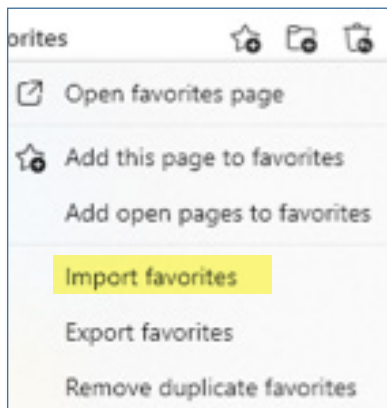 orites
Open favorites page
Add this page to favorites
Add open pages to favorites
Import favorites
Export favorites
Remove duplicate favorites